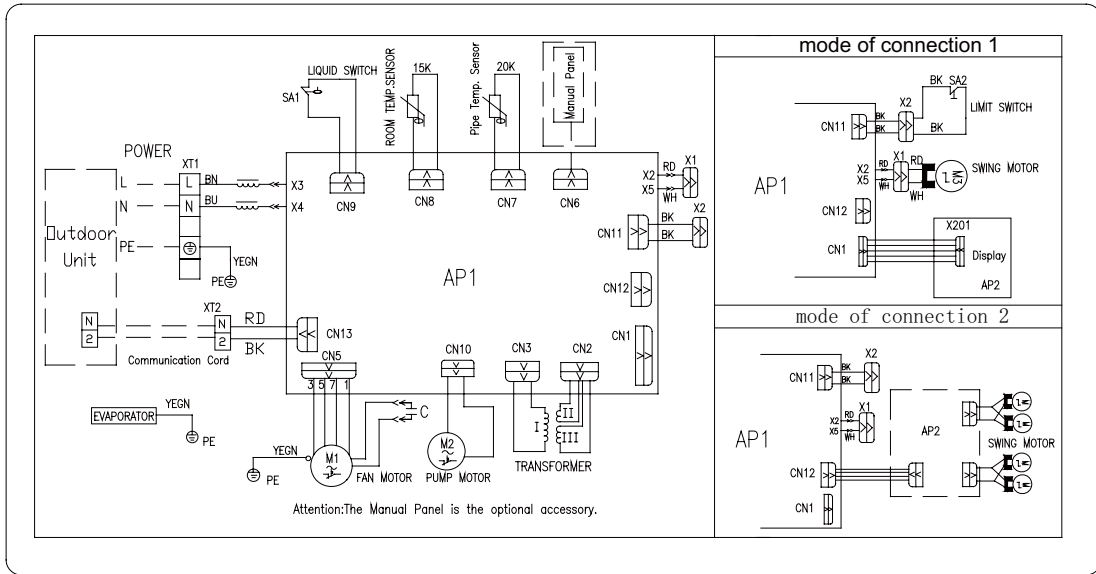 LIQUID SWITCH
SA1
ROOM TEMP.SENSOR
15K
Pipe Temp. Sensor
20K
Manual Panel
POWER
XT1
L
L
BN
X3
N
N
BU
X4
PE
YEGN
PE
Outdoor
Unit
CN9
CN8
CN7
CN6
X2
RD
X1
X5
WH
CN11
BK
BK
X2
AP1
CN12
CN1
N
2
XT2
N
2
RD
BK
CN13
Communication Cord
CN5
3 5 7 1
CN10
CN3
CN2
C
I
II
III
EVAPORATOR
YEGN
PE
YEGN
PE
M1
FAN MOTOR
M2
PUMP MOTOR
TRANSFORMER
Attention:The Manual Panel is the optional accessory.
mode of connection 1
BK SA2
X2
CN11
BK
BK
BK
LIMIT SWITCH
AP1
X2
RD
X1
RD
X5
WH
WH
M3
SWING MOTOR
CN12
CN1
X201
Display
AP2
mode of connection 2
X2
CN11
BK
BK
X2
RD
X1
X5
WH
AP1
AP2
SWING MOTOR
CN12
CN1